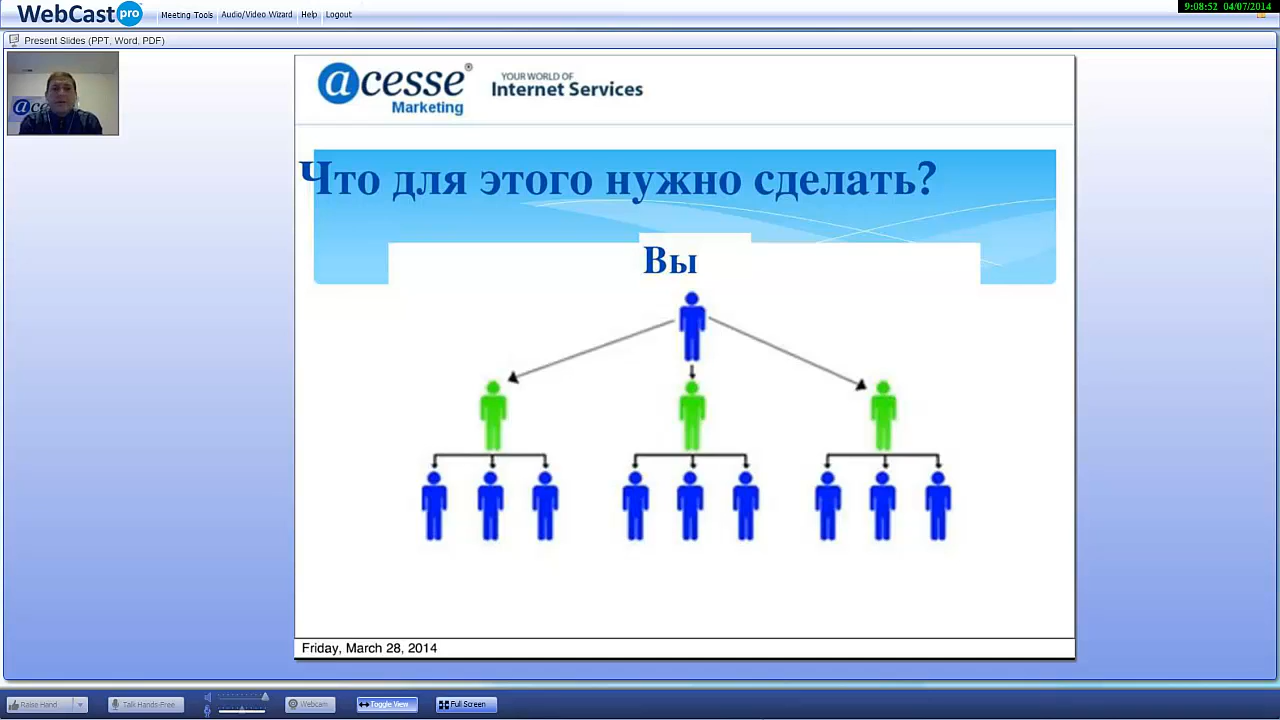 WebCast pro
Meeting Tools Audio/Video Wizard Help Logout
9:08:52 04/07/2014
Present Slides (PPT, Word, PDF)
acesse
Marketing
YOUR WORLD OF
Internet Services
Что для этого нужно сделать?
Вы
Friday, March 28, 2014
Raise Hand Talk Hands-Free Webcam Toggle View Full Screen